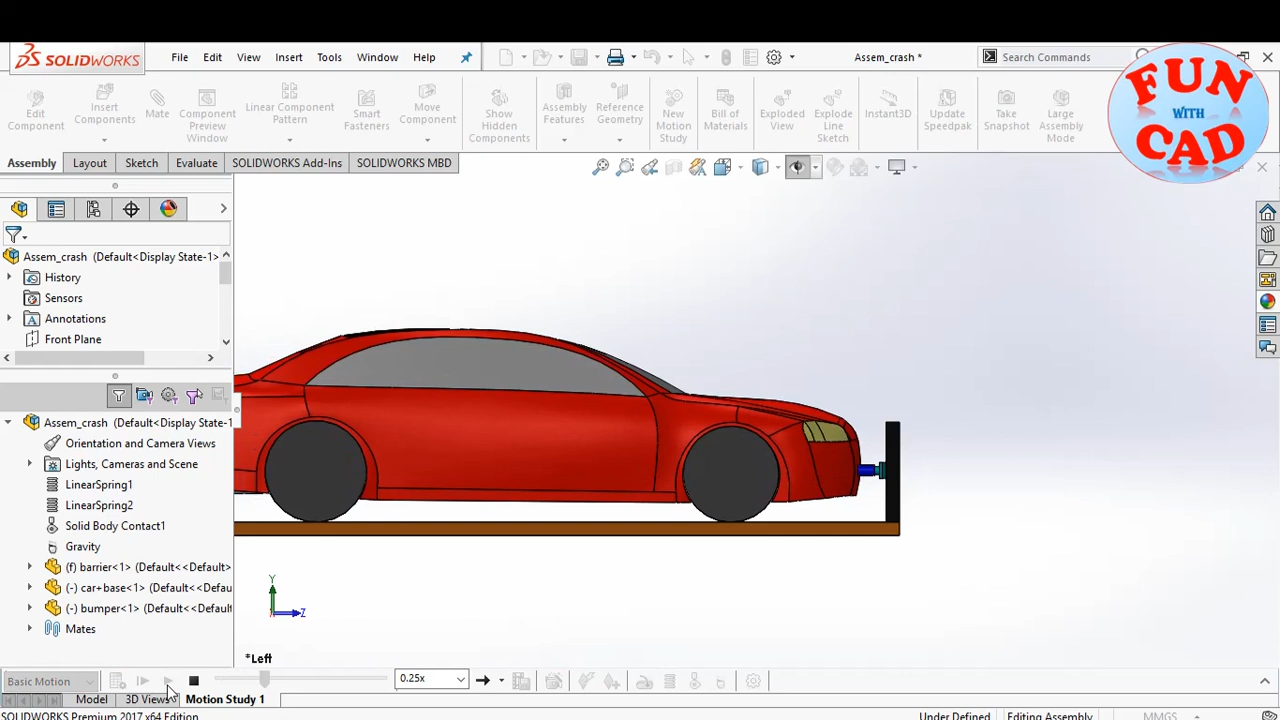 SOLIDWORKS
File Edit View Insert Tools Window Help
Assem_crash *
Search Commands
FUN
WITH
CAD
Edit
Component
Insert
Components
Mate
Component
Preview
Window
Linear Component
Pattern
Smart
Fasteners
Move
Component
Show
Hidden
Components
Assembly
Features
Reference
Geometry
New
Motion
Study
Bill of
Materials
Exploded
View
Explode
Line
Sketch
Instant3D
Update
Speedpak
Take
Snapshot
Large
Assembly
Mode
Assembly Layout Sketch Evaluate SOLIDWORKS Add-Ins SOLIDWORKS MBD
Assem_crash (Default<Display State-1>
History
Sensors
Annotations
Front Plane
Assem_crash (Default<Display State-1
Orientation and Camera Views
Lights, Cameras and Scene
LinearSpring1
LinearSpring2
Solid Body Contact1
Gravity
(f) barrier<1> (Default<<Default>
(-) car+base<1> (Default<<Defau
(-) bumper<1> (Default<<Default
Mates
Y
Z
*Left
Basic Motion
0.25x
Model 3D Views Motion Study 1
SOLIDWORKS Premium 2017 x64 Edition
Under Defined Editing Assembly MMGS